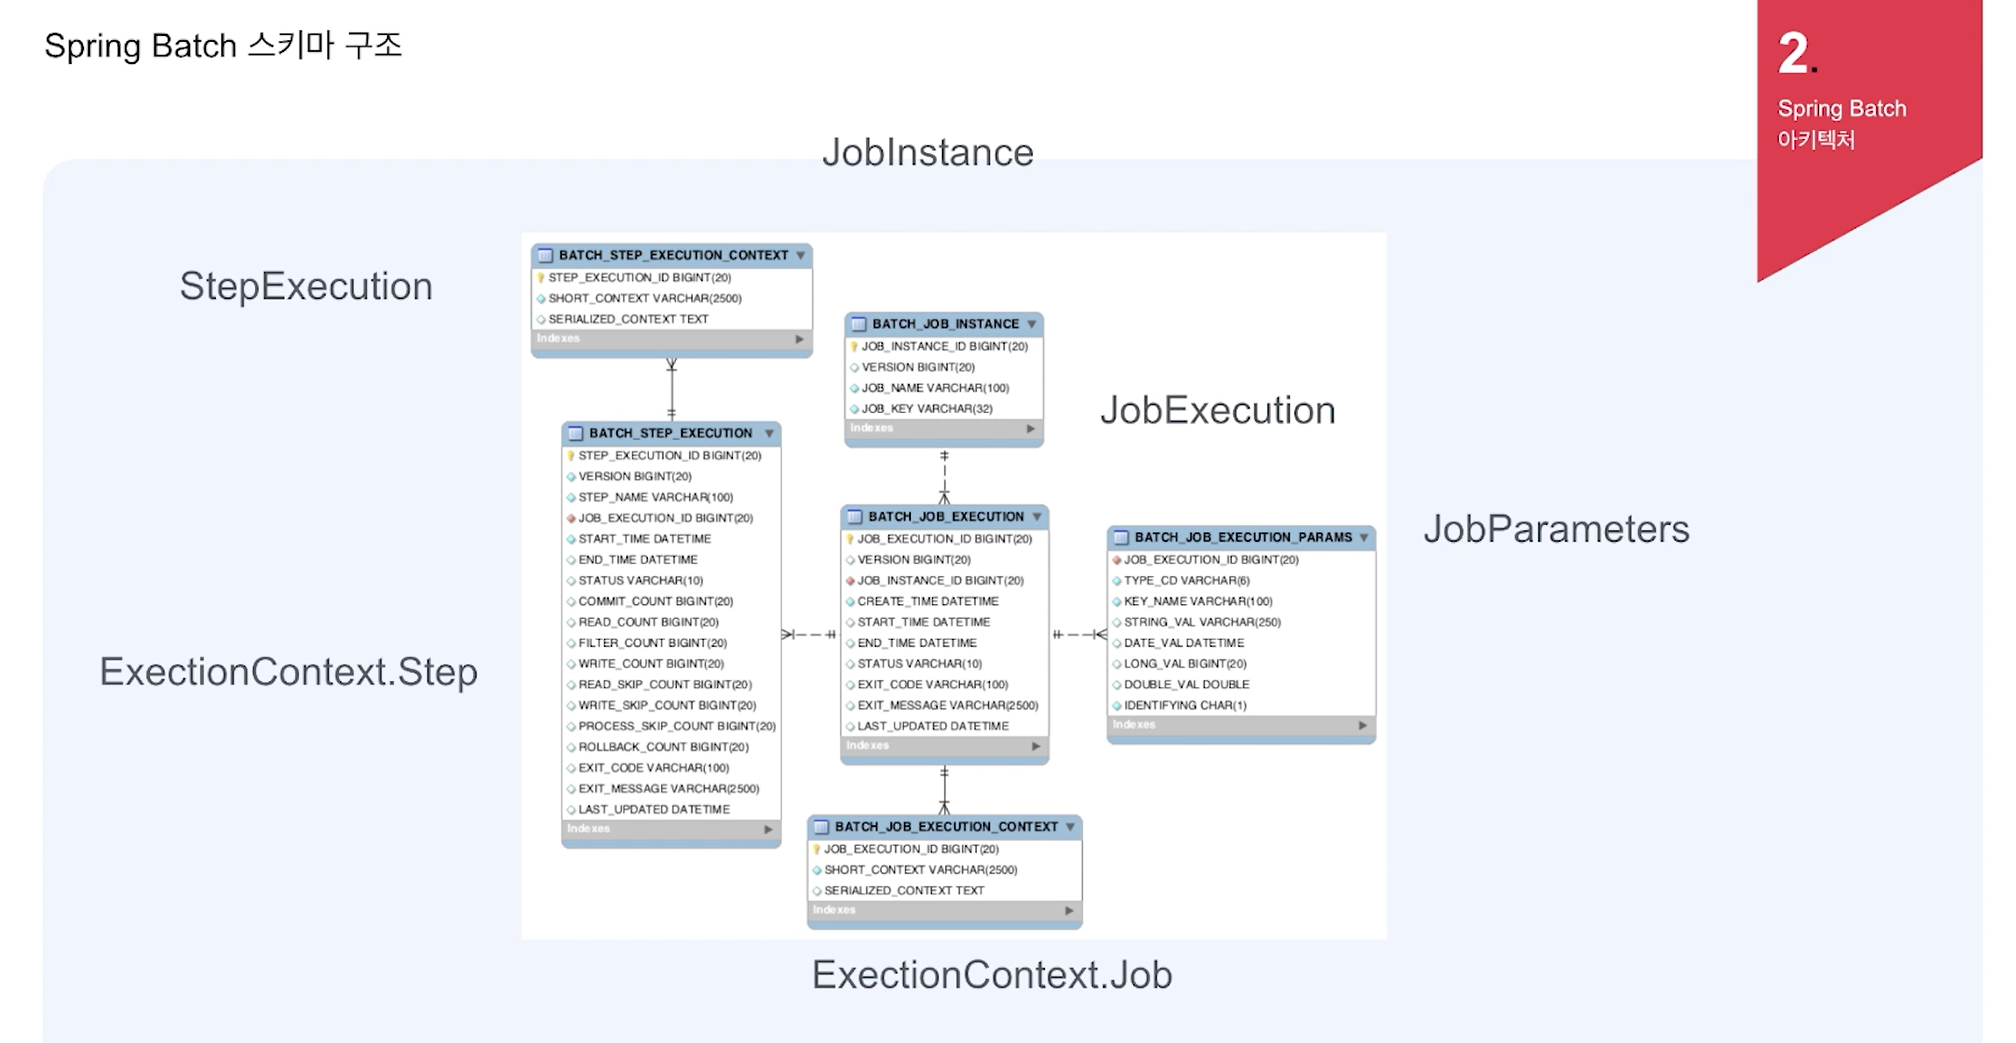 Spring Batch 스키마 구조
2.
Spring Batch
아키텍처
JobInstance
StepExecution
BATCH_STEP_EXECUTION_CONTEXT
STEP_EXECUTION_ID BIGINT(20)
SHORT_CONTEXT VARCHAR(2500)
SERIALIZED_CONTEXT TEXT
Indexes
BATCH_JOB_INSTANCE
JOB_INSTANCE_ID BIGINT(20)
VERSION BIGINT(20)
JOB_NAME VARCHAR(100)
JOB_KEY VARCHAR(32)
Indexes
JobExecution
BATCH_STEP_EXECUTION
STEP_EXECUTION_ID BIGINT(20)
VERSION BIGINT(20)
STEP_NAME VARCHAR(100)
JOB_EXECUTION_ID BIGINT(20)
START_TIME DATETIME
END_TIME DATETIME
STATUS VARCHAR(10)
COMMIT_COUNT BIGINT(20)
READ_COUNT BIGINT(20)
FILTER_COUNT BIGINT(20)
WRITE_COUNT BIGINT(20)
READ_SKIP_COUNT BIGINT(20)
WRITE_SKIP_COUNT BIGINT(20)
PROCESS_SKIP_COUNT BIGINT(20)
ROLLBACK_COUNT BIGINT(20)
EXIT_CODE VARCHAR(100)
EXIT_MESSAGE VARCHAR(2500)
LAST_UPDATED DATETIME
Indexes
BATCH_JOB_EXECUTION
JOB_EXECUTION_ID BIGINT(20)
VERSION BIGINT(20)
JOB_INSTANCE_ID BIGINT(20)
CREATE_TIME DATETIME
START_TIME DATETIME
END_TIME DATETIME
STATUS VARCHAR(10)
EXIT_CODE VARCHAR(100)
EXIT_MESSAGE VARCHAR(2500)
LAST_UPDATED DATETIME
Indexes
BATCH_JOB_EXECUTION_PARAMS
JOB_EXECUTION_ID BIGINT(20)
TYPE_CD VARCHAR(6)
KEY_NAME VARCHAR(100)
STRING_VAL VARCHAR(250)
DATE_VAL DATETIME
LONG_VAL BIGINT(20)
DOUBLE_VAL DOUBLE
IDENTIFYING CHAR(1)
Indexes
JobParameters
ExectionContext.Step
BATCH_JOB_EXECUTION_CONTEXT
JOB_EXECUTION_ID BIGINT(20)
SHORT_CONTEXT VARCHAR(2500)
SERIALIZED_CONTEXT TEXT
Indexes
ExectionContext.Job